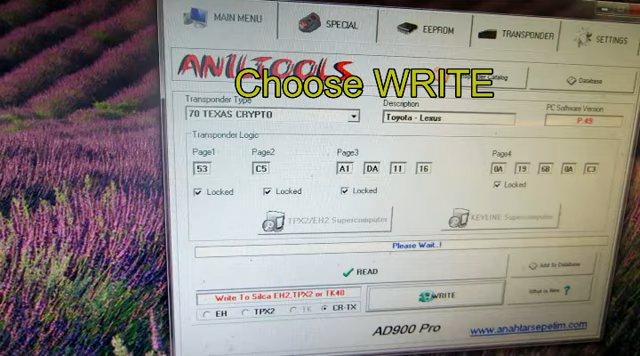 MAIN MENU
SPECIAL
EEPROM
TRANSPONDER
SETTINGS
ANUTOOLS
Choose WRITE
Catalog
Database
Transponder Type
70 TEXAS CRYPTO
Description
Toyota - Lexus
PC Software Version
P.49
Transponder Logic
Page1
Page2
Page3
Page4
53
C5
A1 DA 11 16
0A 19 6B 0A C3
Locked
Locked
Locked
Locked
TPX2/EH2 Supercomputer
KEYLINE Supercomputer
Please Wait..!
READ
Add To Database
Write To Silca EH2,TPX2 or TK40
WRITE
What is New ?
EH
TPX2
TK
CR-TX
AD900 Pro
www.anahtarsepetim.com